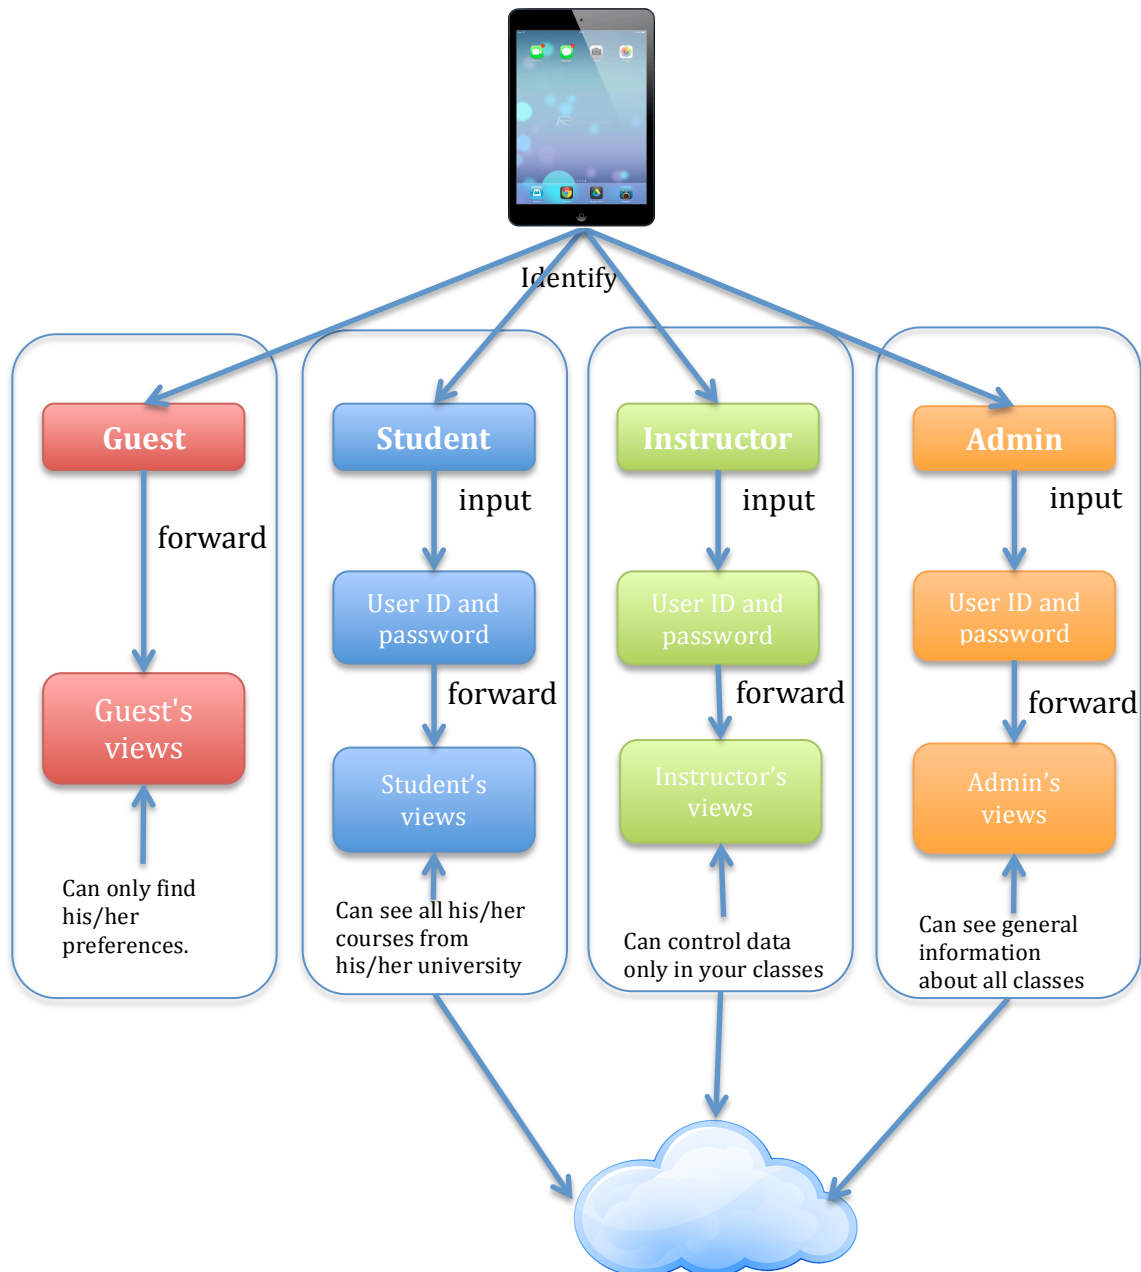 Identify
Guest
forward
Guest's
views
Can only find
his/her
preferences.
Student
input
User ID and
password
forward
Student’s
views
Can see all his/her
courses from
his/her university
Instructor
input
User ID and
password
forward
Instructor’s
views
Can control data
only in your classes
Admin
input
User ID and
password
forward
Admin’s
views
Can see general
information
about all classes